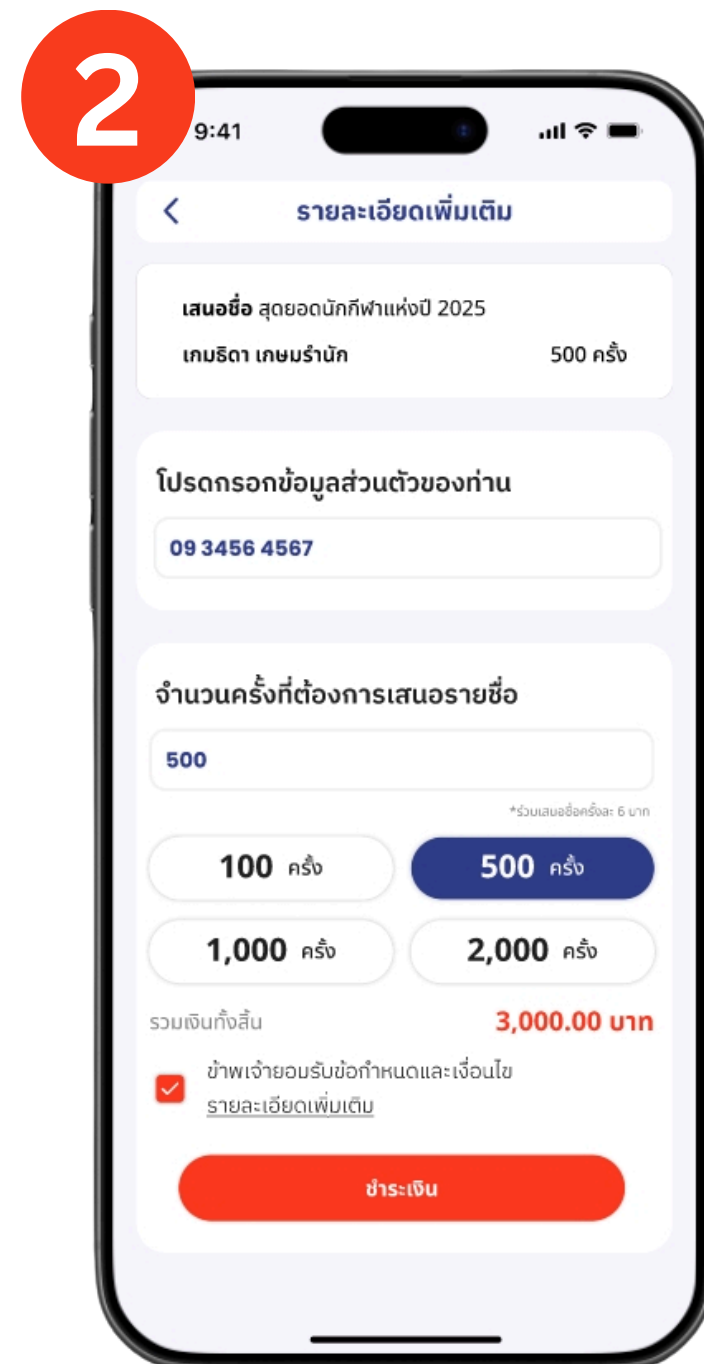 2
9:41
รายละเอียดเพิ่มเติม
เสนอชื่อ สุดยอดนักกีฬาแห่งปี 2025
เกมธิดา เกษมรำนัก 500 ครั้ง
โปรดกรอกข้อมูลส่วนตัวของท่าน
09 3456 4567
จำนวนครั้งที่ต้องการเสนอรายชื่อ
500
*ร่วมเสนอชื่อครั้งละ 6 บาท
100 ครั้ง 500 ครั้ง
1,000 ครั้ง 2,000 ครั้ง
รวมเงินทั้งสิ้น 3,000.00 บาท
ข้าพเจ้ายอมรับข้อกำหนดและเงื่อนไข
รายละเอียดเพิ่มเติม
ชำระเงิน